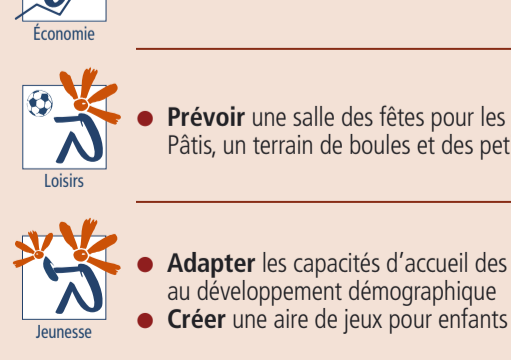 Économie
● Prévoir une salle des fêtes pour les
Pâtis, un terrain de boules et des pet
Loisirs
● Adapter les capacités d'accueil des
au développement démographique
● Créer une aire de jeux pour enfants
Jeunesse